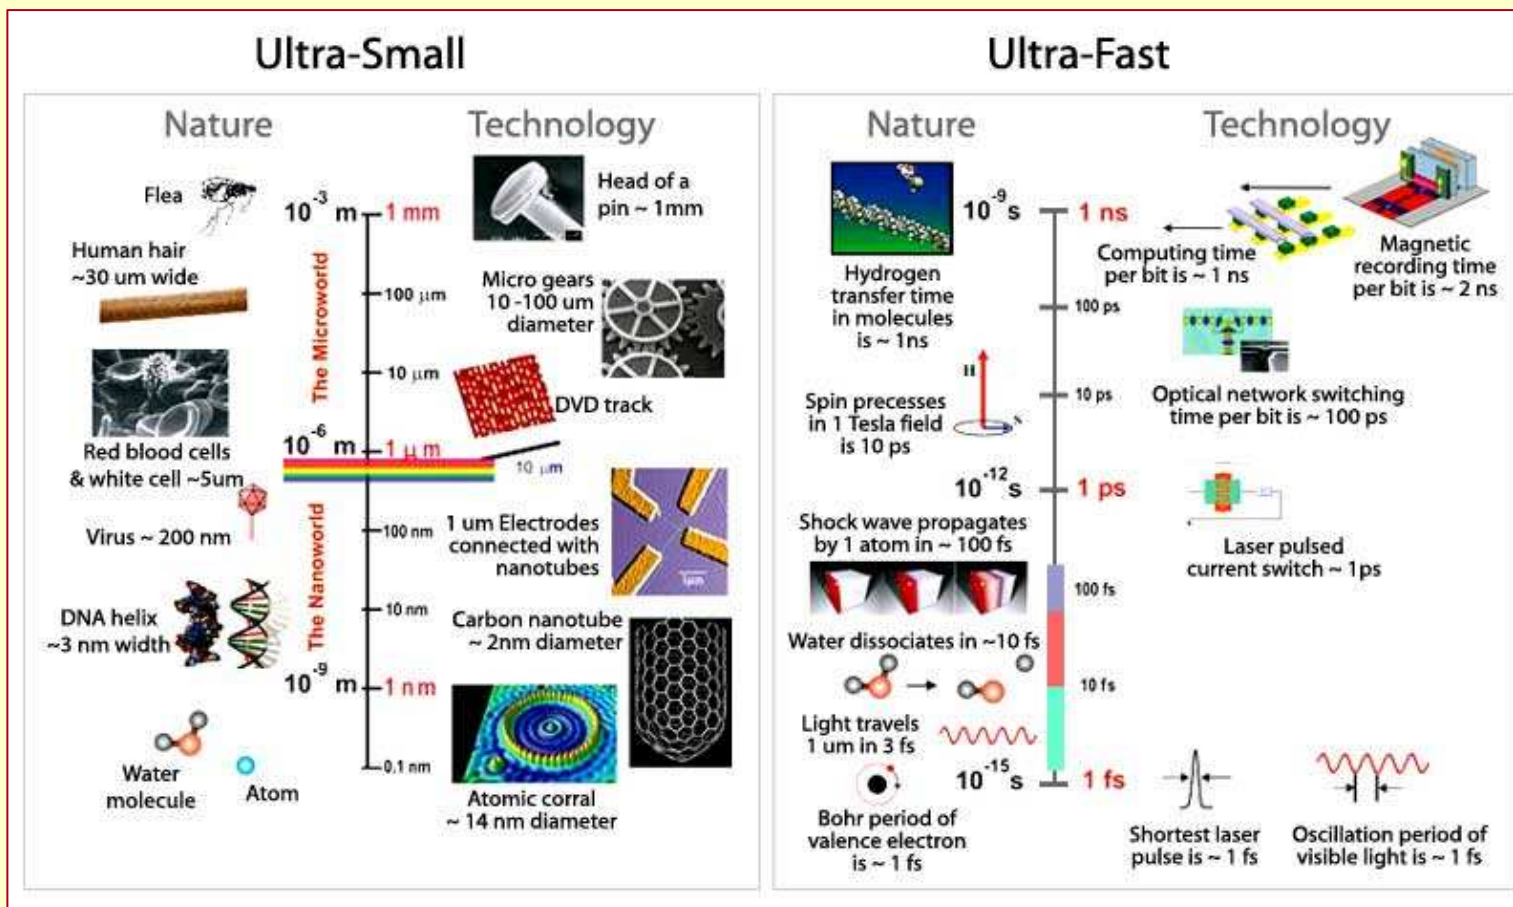 Ultra-Small
Nature
Technology
Flea
10-3 m
1 mm
Head of a
pin ~ 1mm
Human hair
~30 um wide
The Microworld
100 μm
Micro gears
10 -100 um
diameter
10 μm
DVD track
Red blood cells
& white cell ~5um
10-6 m
1 μm
10 μm
Virus ~ 200 nm
The Nanoworld
100 nm
1 um Electrodes
connected with
nanotubes
1μm
DNA helix
~3 nm width
10 nm
Carbon nanotube
~ 2nm diameter
10-9 m
1 nm
Water
molecule
Atom
0,1 nm
Atomic corral
~ 14 nm diameter
Ultra-Fast
Nature
Technology
10-9 s
1 ns
Hydrogen
transfer time
in molecules
is ~ 1ns
Computing time
per bit is ~ 1 ns
Magnetic
recording time
per bit is ~ 2 ns
100 ps
H
S
Spin precesses
in 1 Tesla field
is 10 ps
10 ps
Optical network switching
time per bit is ~ 100 ps
10-12 s
1 ps
Shock wave propagates
by 1 atom in ~ 100 fs
Laser pulsed
current switch ~ 1ps
100 fs
Water dissociates in ~10 fs
10 fs
Light travels
1 um in 3 fs
10-15 s
1 fs
Bohr period of
valence electron
is ~ 1 fs
Shortest laser
pulse is ~ 1 fs
Oscillation period of
visible light is ~ 1 fs